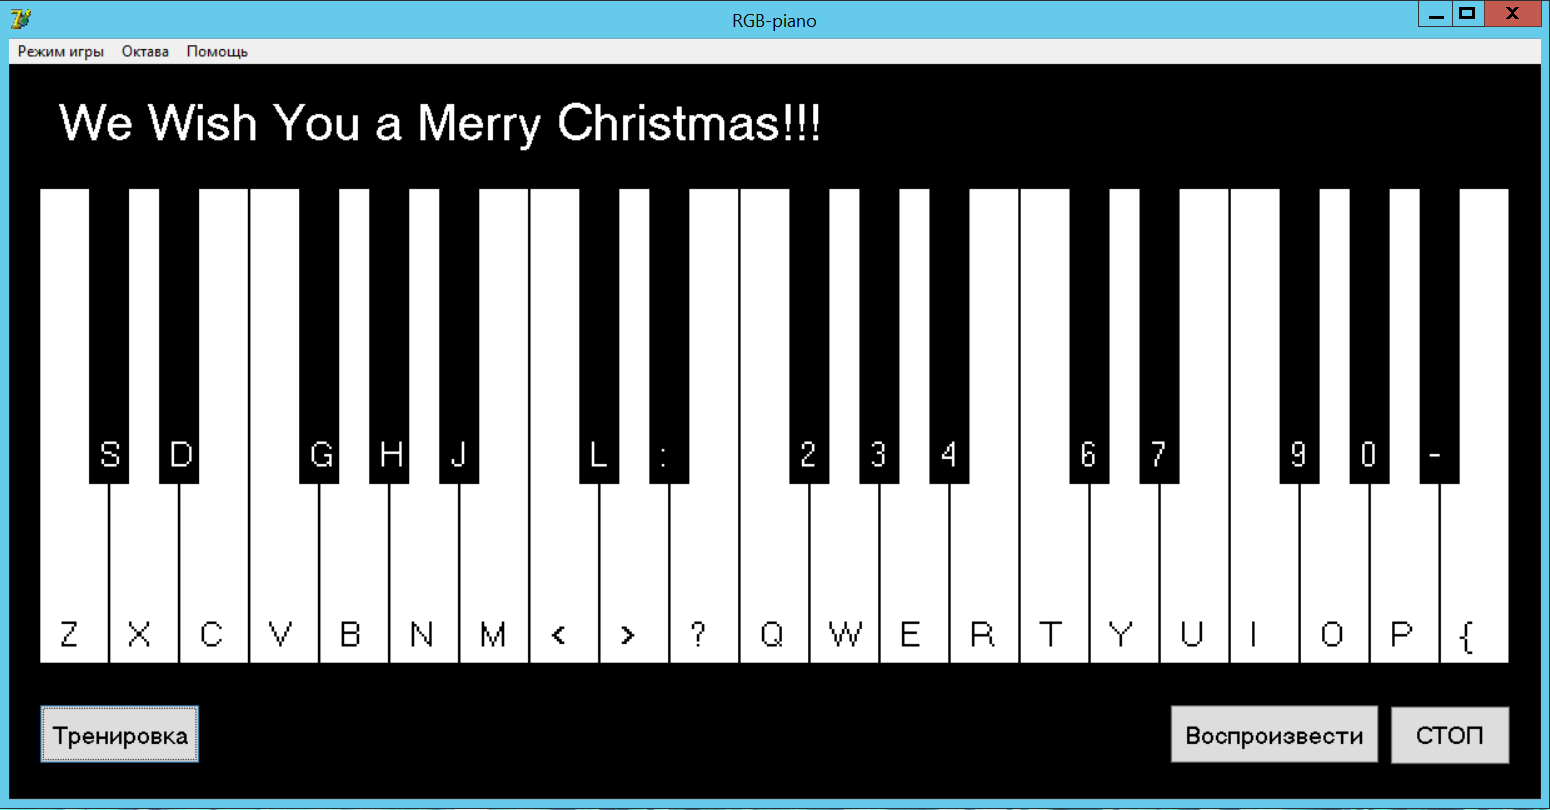 RGB-piano
Режим игры Октава Помощь
We Wish You a Merry Christmas!!!
S D G H J L : 2 3 4 6 7 9 0 -
Z X C V B N M < > ? Q W E R T Y U I O P {
Тренировка Воспроизвести СТОП